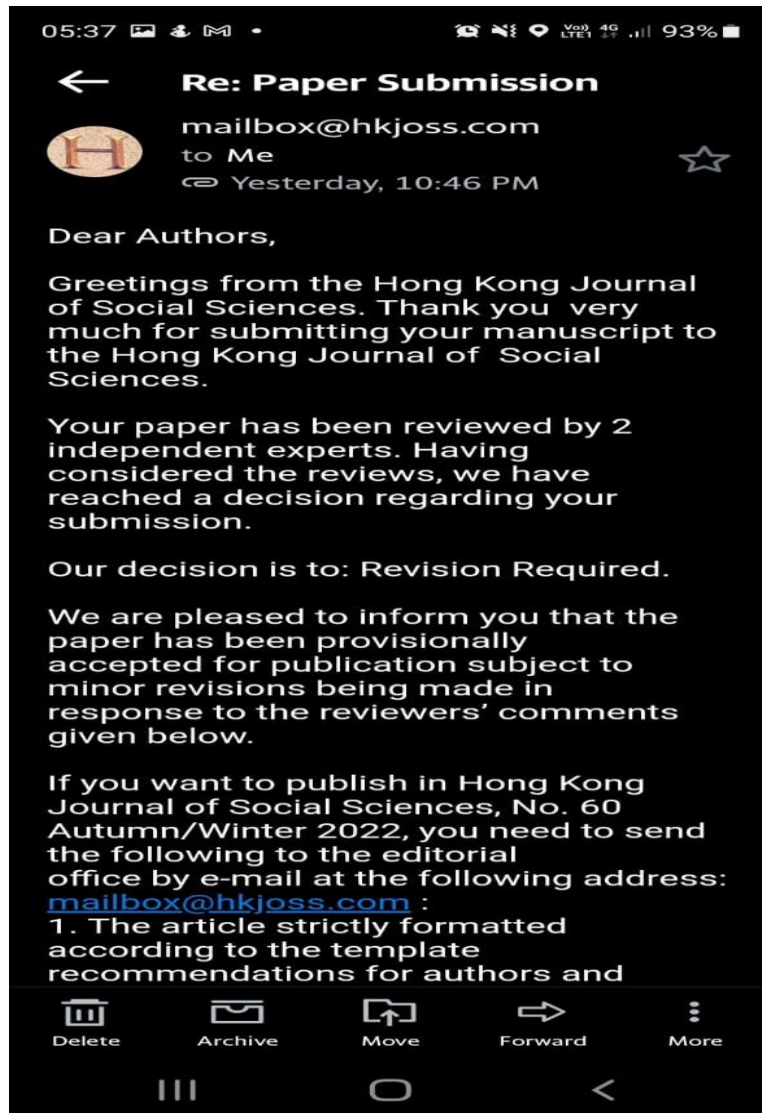 05:37
Vo)) 4G
LTE1 93%
Re: Paper Submission
H
mailbox@hkjoss.com
to Me
Yesterday, 10:46 PM
Dear Authors,
Greetings from the Hong Kong Journal
of Social Sciences. Thank you very
much for submitting your manuscript to
the Hong Kong Journal of Social
Sciences.
Your paper has been reviewed by 2
independent experts. Having
considered the reviews, we have
reached a decision regarding your
submission.
Our decision is to: Revision Required.
We are pleased to inform you that the
paper has been provisionally
accepted for publication subject to
minor revisions being made in
response to the reviewers’ comments
given below.
If you want to publish in Hong Kong
Journal of Social Sciences, No. 60
Autumn/Winter 2022, you need to send
the following to the editorial
office by e-mail at the following address:
mailbox@hkjoss.com :
1. The article strictly formatted
according to the template
recommendations for authors and
Delete Archive Move Forward More